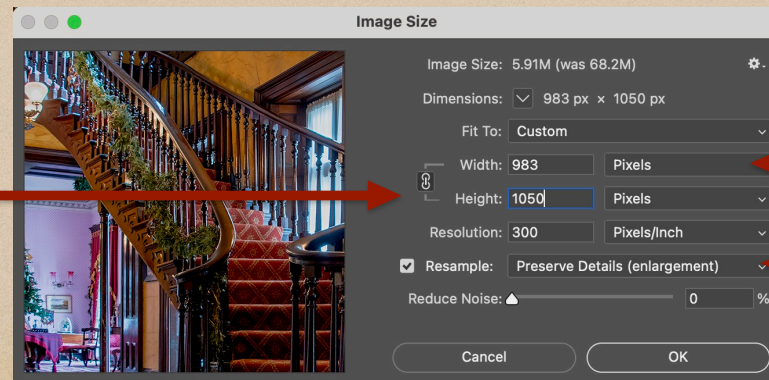 Image Size
Image Size: 5.91M (was 68.2M)
Dimensions: 983 px × 1050 px
Fit To: Custom
Width: 983 Pixels
Height: 1050 Pixels
Resolution: 300 Pixels/Inch
Resample: Preserve Details (enlargement)
Reduce Noise: 0 %
Cancel OK